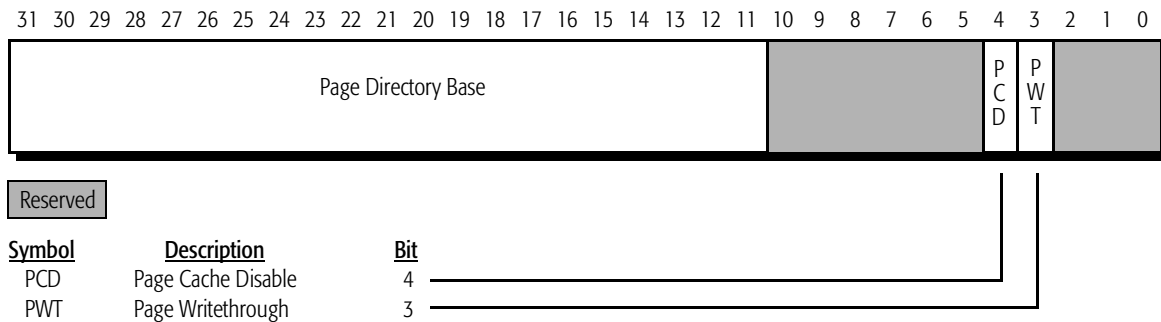 31 30 29 28 27 26 25 24 23 22 21 20 19 18 17 16 15 14 13 12 11 10 9 8 7 6 5 4 3 2 1 0
Page Directory Base
PCD
PWT
Reserved
Symbol Description Bit
PCD Page Cache Disable 4
PWT Page Writethrough 3